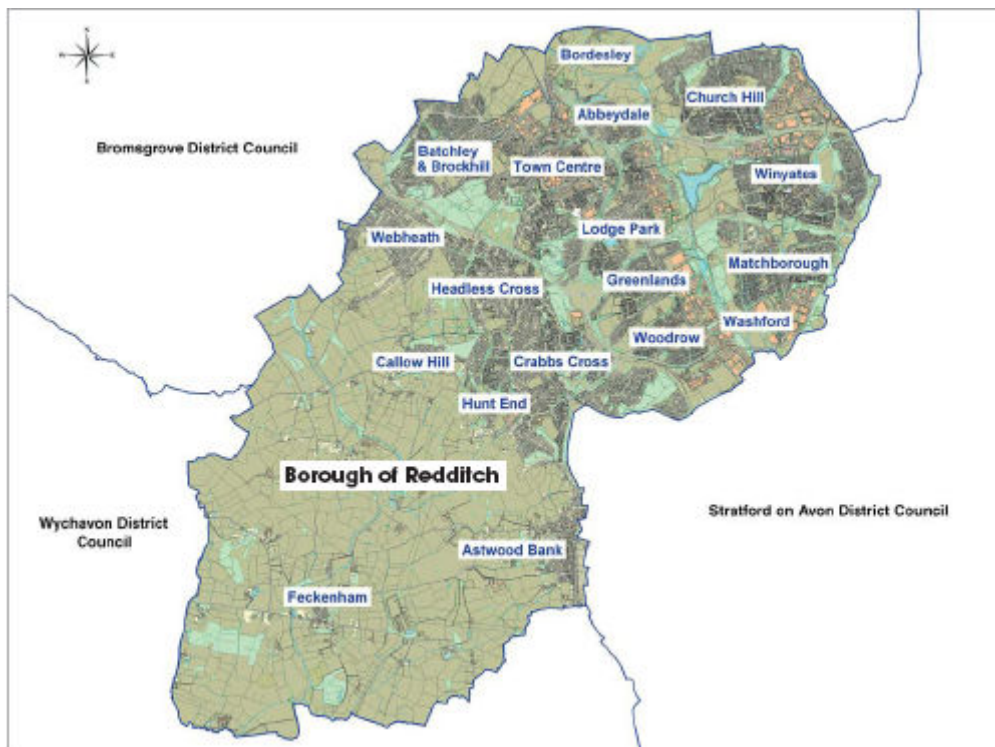 Bordesley
Church Hill
Abbeydale
Bromsgrove District Council
Batchley
& Brockhill
Town Centre
Winyates
Webheath
Lodge Park
Matchborough
Greenlands
Headless Cross
Washford
Woodrow
Callow Hill
Crabbs Cross
Hunt End
Borough of Redditch
Stratford on Avon District Council
Wychavon District
Council
Astwood Bank
Feckenham